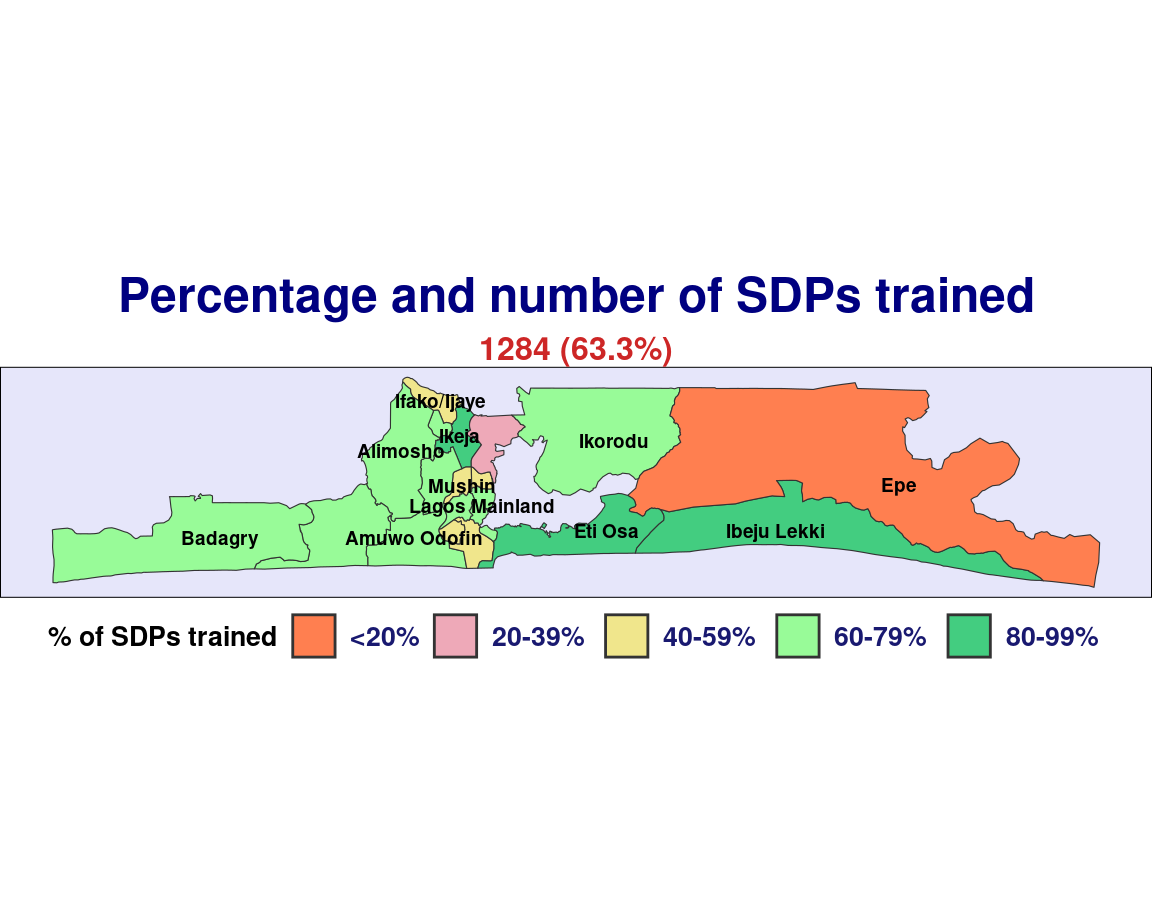 Percentage and number of SDPs trained
1284 (63.3%)
Ifako/Ijaye
Ikeja
Ikorodu
Alimosho
Mushin
Epe
Lagos Mainland
Badagry
Amuwo Odofin
Eti Osa
Ibeju Lekki
% of SDPs trained <20% 20-39% 40-59% 60-79% 80-99%